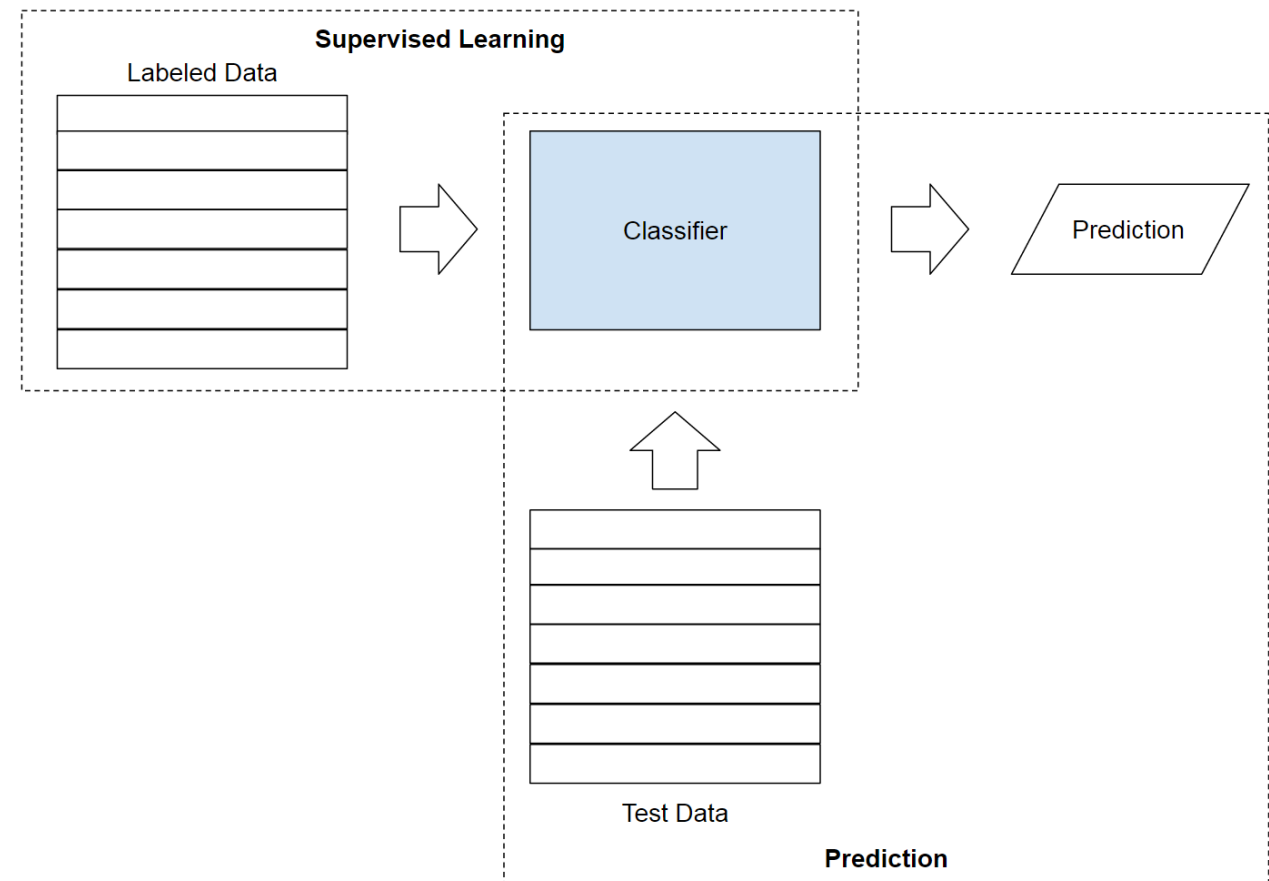 Supervised Learning
Labeled Data
Classifier
Prediction
Test Data
Prediction